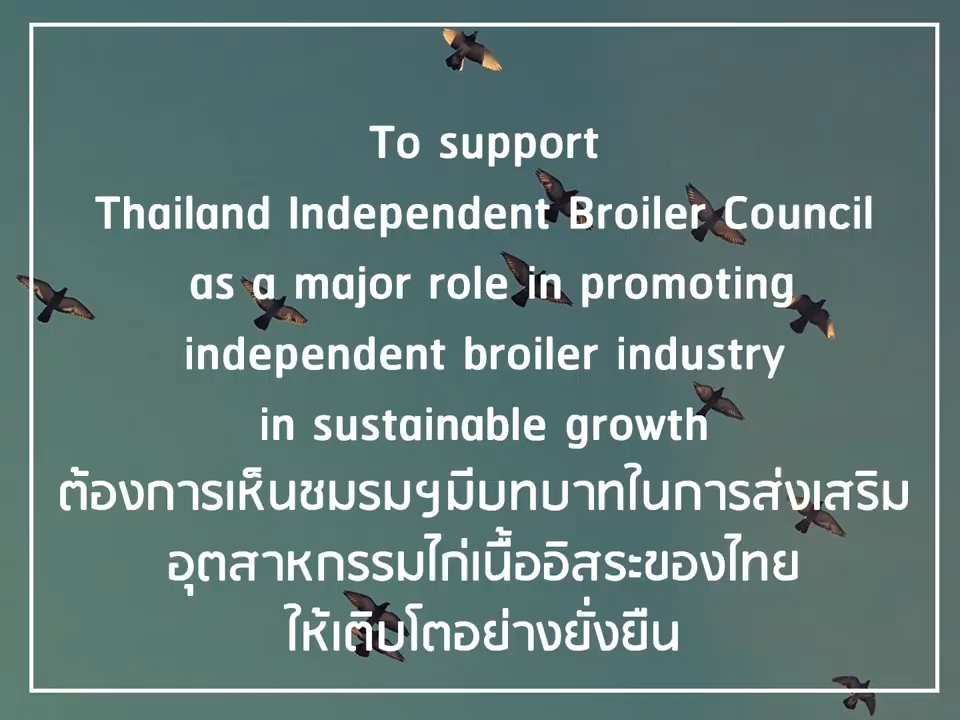 To support
Thailand Independent Broiler Council
as a major role in promoting
independent broiler industry
in sustainable growth
ต้องการเห็นชมรมฯมีบทบาทในการส่งเสริม
อุตสาหกรรมไก่เนื้ออิสระของไทย
ให้เติบโตอย่างยั่งยืน